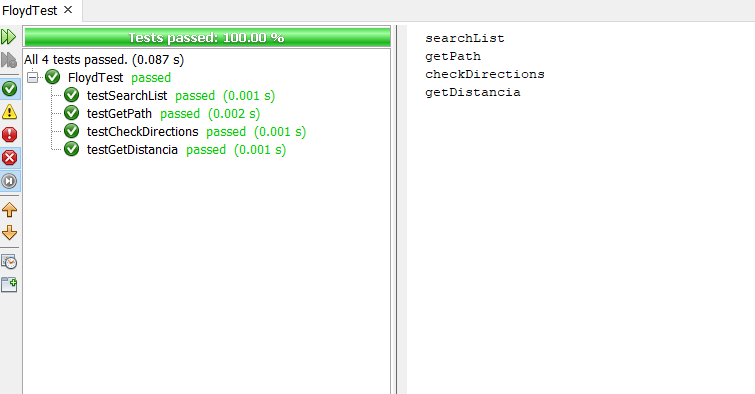 FloydTest ×
Tests passed: 100.00 %
All 4 tests passed. (0.087 s)
FloydTest passed
testSearchList passed (0.001 s)
testGetPath passed (0.002 s)
testCheckDirections passed (0.001 s)
testGetDistancia passed (0.001 s)
searchList
getPath
checkDirections
getDistancia